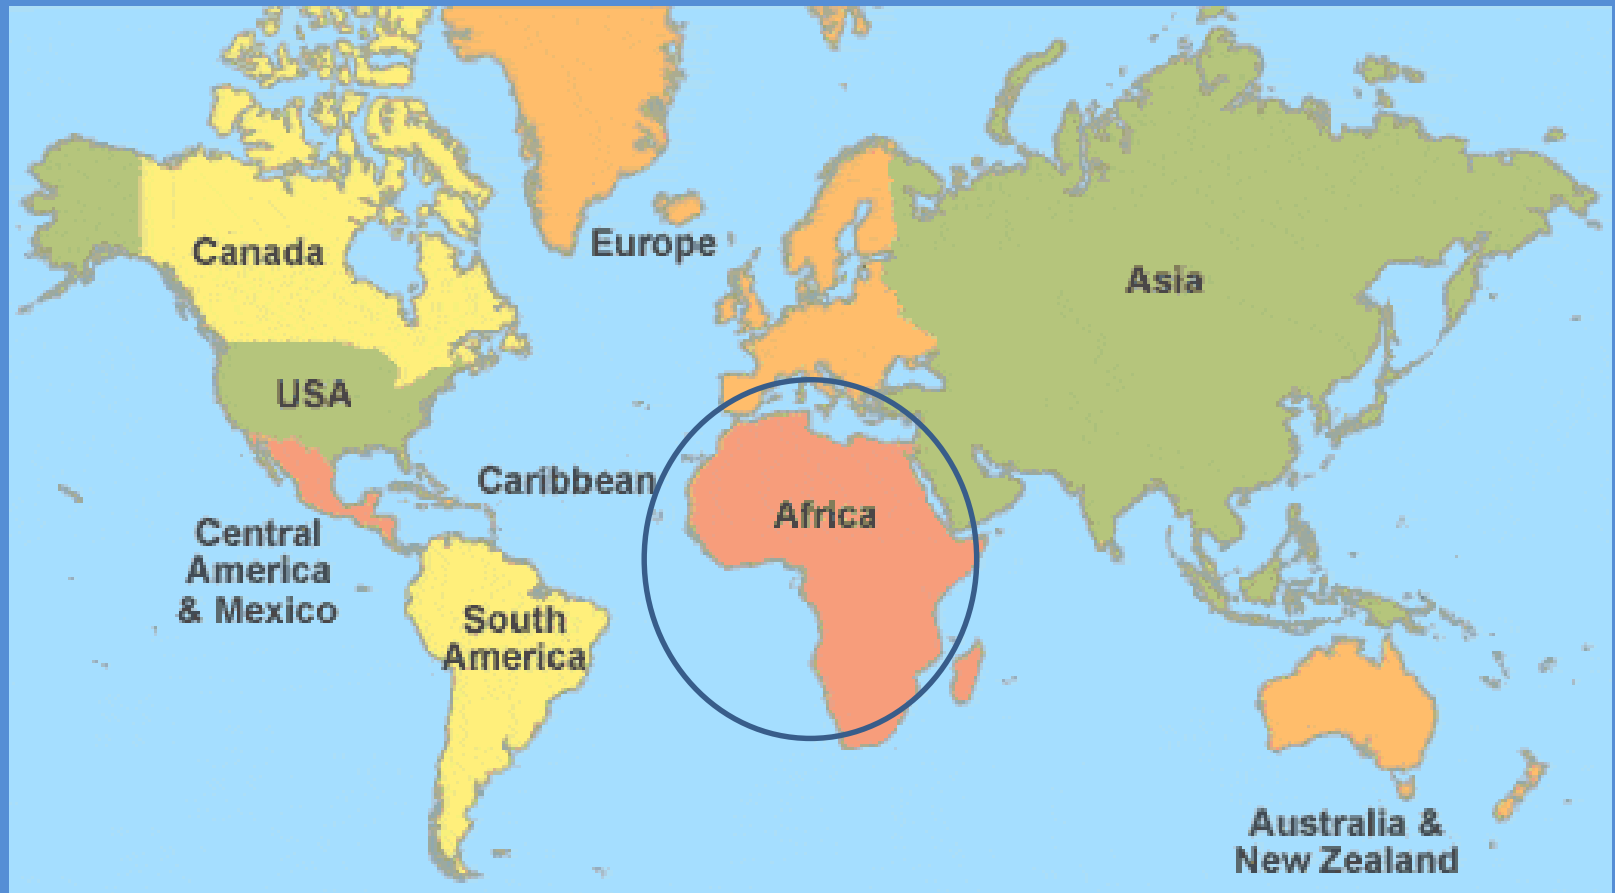 Canada
Europe
Asia
USA
Caribbean
Africa
Central
America
& Mexico
South
America
Australia &
New Zealand